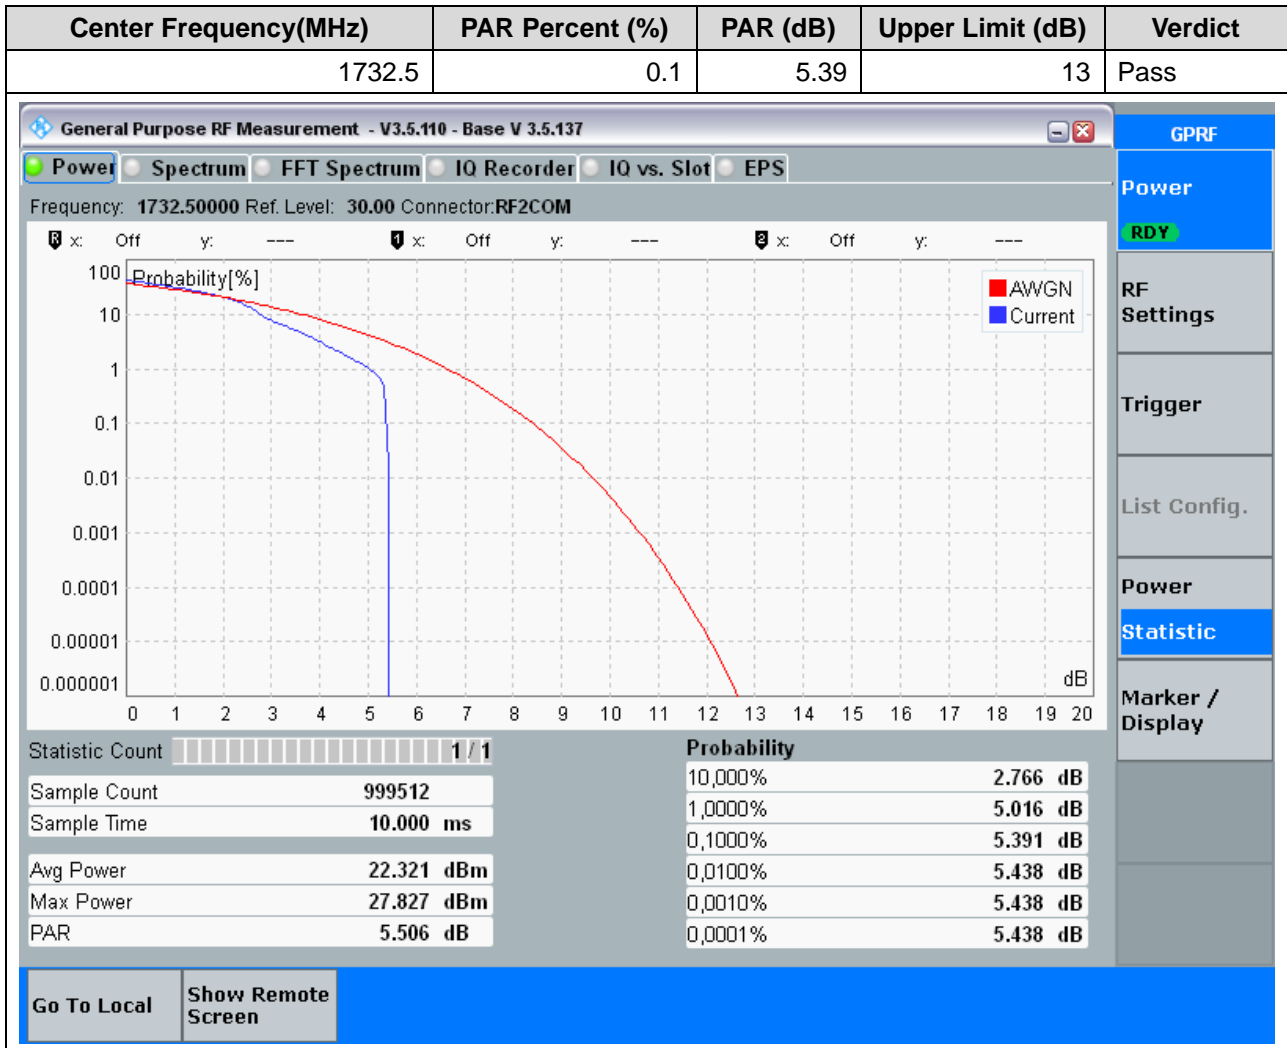 Center Frequency(MHz) PAR Percent (%) PAR (dB) Upper Limit (dB) Verdict
1732.5 0.1 5.39 13 Pass
General Purpose RF Measurement - V3.5.110 - Base V 3.5.137
GPRF
Power Spectrum FFT Spectrum IQ Recorder IQ vs. Slot EPS
Frequency: 1732.50000 Ref. Level: 30.00 Connector:RF2COM
R x: Off y: --- 1 x: Off y: --- 2 x: Off y: ---
Probability[%]
100
10
1
0.1
0.01
0.001
0.0001
0.00001
0.000001
AWGN
Current
dB
0 1 2 3 4 5 6 7 8 9 10 11 12 13 14 15 16 17 18 19 20
Statistic Count 1 / 1
Sample Count 999512
Sample Time 10.000 ms
Avg Power 22.321 dBm
Max Power 27.827 dBm
PAR 5.506 dB
Probability
10,000% 2.766 dB
1,0000% 5.016 dB
0,1000% 5.391 dB
0,0100% 5.438 dB
0,0010% 5.438 dB
0,0001% 5.438 dB
Power
RDY
RF
Settings
Trigger
List Config.
Power
Statistic
Marker /
Display
Go To Local
Show Remote
Screen